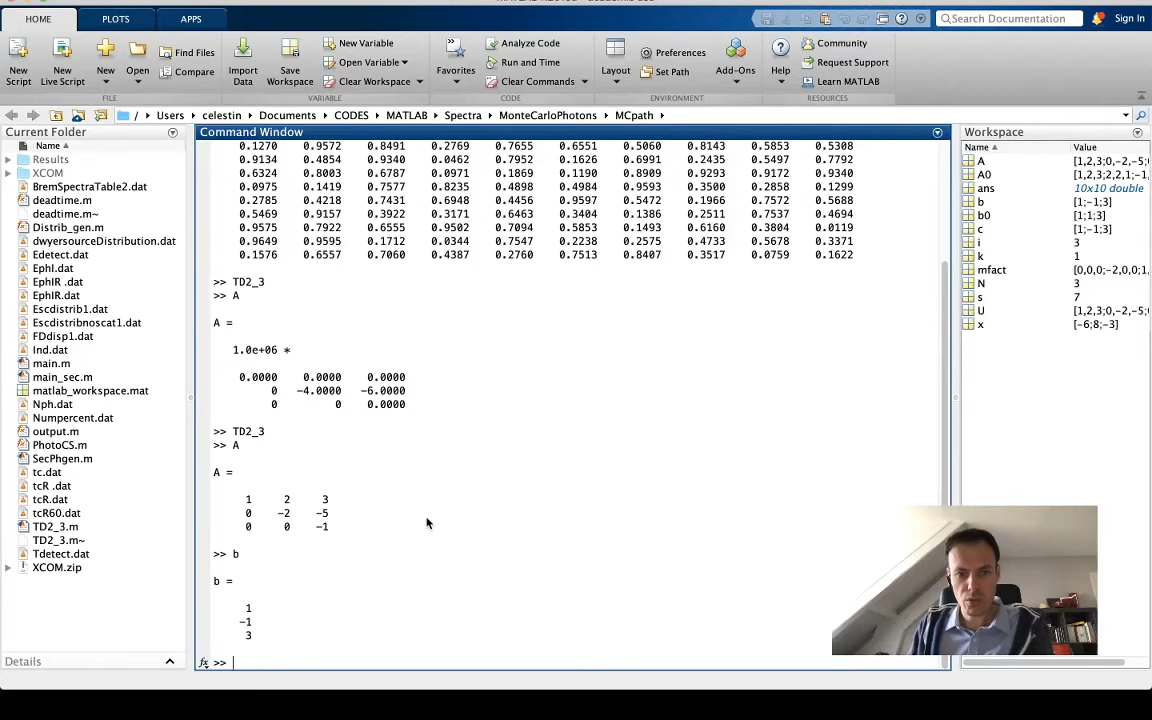 HOME PLOTS APPS Search Documentation Sign In
New Script New Live Script New Open Find Files Compare Import Data Save Workspace New Variable Open Variable Clear Workspace Favorites Analyze Code Run and Time Clear Commands Layout Preferences Set Path Add-Ons Help Community Request Support Learn MATLAB
FILE VARIABLE CODE ENVIRONMENT RESOURCES
/ Users celestin Documents CODES MATLAB Spectra MonteCarloPhotons MCpath
Current Folder
Name
Results
XCOM
BremSpectraTable2.dat
deadtime.m
deadtime.m~
Distrib_gen.m
dwyersourceDistribution.dat
Edetect.dat
EphI.dat
EphIR .dat
EphIR.dat
Escdistrib1.dat
Escdistribnoscat1.dat
FDdisp1.dat
Ind.dat
main.m
main_sec.m
matlab_workspace.mat
Nph.dat
Numpercent.dat
output.m
PhotoCS.m
SecPhgen.m
tc.dat
tcR .dat
tcR.dat
tcR60.dat
TD2_3.m
TD2_3.m~
Tdetect.dat
XCOM.zip
Details
Command Window
0.1270 0.9572 0.8491 0.2769 0.7655 0.6551 0.5060 0.8143 0.5853 0.5308
0.9134 0.4854 0.9340 0.0462 0.7952 0.1626 0.6991 0.2435 0.5497 0.7792
0.6324 0.8003 0.6787 0.0971 0.1869 0.1190 0.8909 0.9293 0.9172 0.9340
0.0975 0.1419 0.7577 0.8235 0.4898 0.4984 0.9593 0.3500 0.2858 0.1299
0.2785 0.4218 0.7431 0.6948 0.4456 0.9597 0.5472 0.1966 0.7572 0.5688
0.5469 0.9157 0.3922 0.3171 0.6463 0.3404 0.1386 0.2511 0.7537 0.4694
0.9575 0.7922 0.6555 0.9502 0.7094 0.5853 0.1493 0.6160 0.3804 0.0119
0.9649 0.9595 0.1712 0.0344 0.7547 0.2238 0.2575 0.4733 0.5678 0.3371
0.1576 0.6557 0.7060 0.4387 0.2760 0.7513 0.8407 0.3517 0.0759 0.1622
>> TD2_3
>> A
A =
1.0e+06 *
0.0000 0.0000 0.0000
0 -4.0000 -6.0000
0 0 0.0000
>> TD2_3
>> A
A =
1 2 3
0 -2 -5
0 0 -1
>> b
b =
1
-1
3
fx >>
Workspace
Name Value
A [1,2,3;0,-2,-5;
A0 [1,2,3;2,2,1;-1,
ans 10x10 double
b [1;-1;3]
b0 [1;1;3]
c [1;-1;3]
i 3
k 1
mfact [0,0,0;-2,0,0;1,
N 3
s 7
U [1,2,3;0,-2,-5;
x [-6;8;-3]